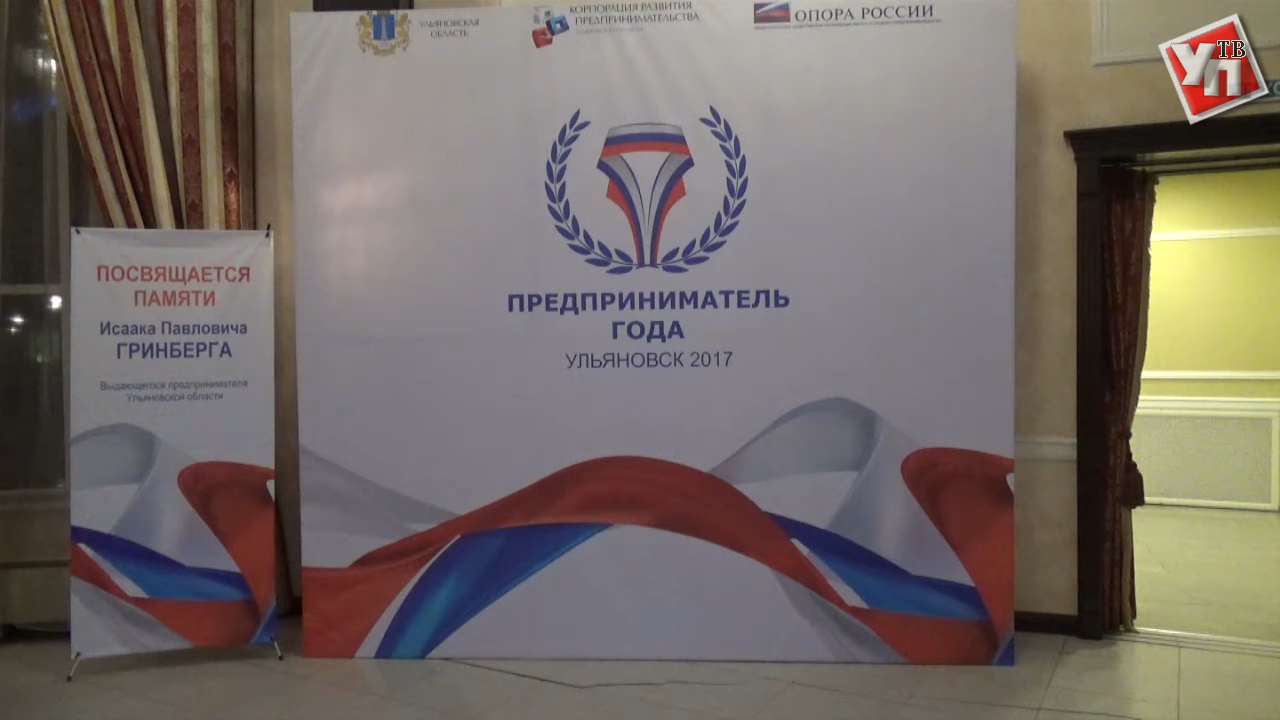 УЛЬЯНОВСКАЯ
ОБЛАСТЬ
КОРПОРАЦИЯ РАЗВИТИЯ
ПРЕДПРИНИМАТЕЛЬСТВА
ОПОРА РОССИИ
УП ТВ
ПРЕДПРИНИМАТЕЛЬ
ГОДА
УЛЬЯНОВСК 2017
ПОСВЯЩАЕТСЯ
ПАМЯТИ
Исаака Павловича
ГРИНБЕРГА
Выдающегося предпринимателя
Ульяновской области